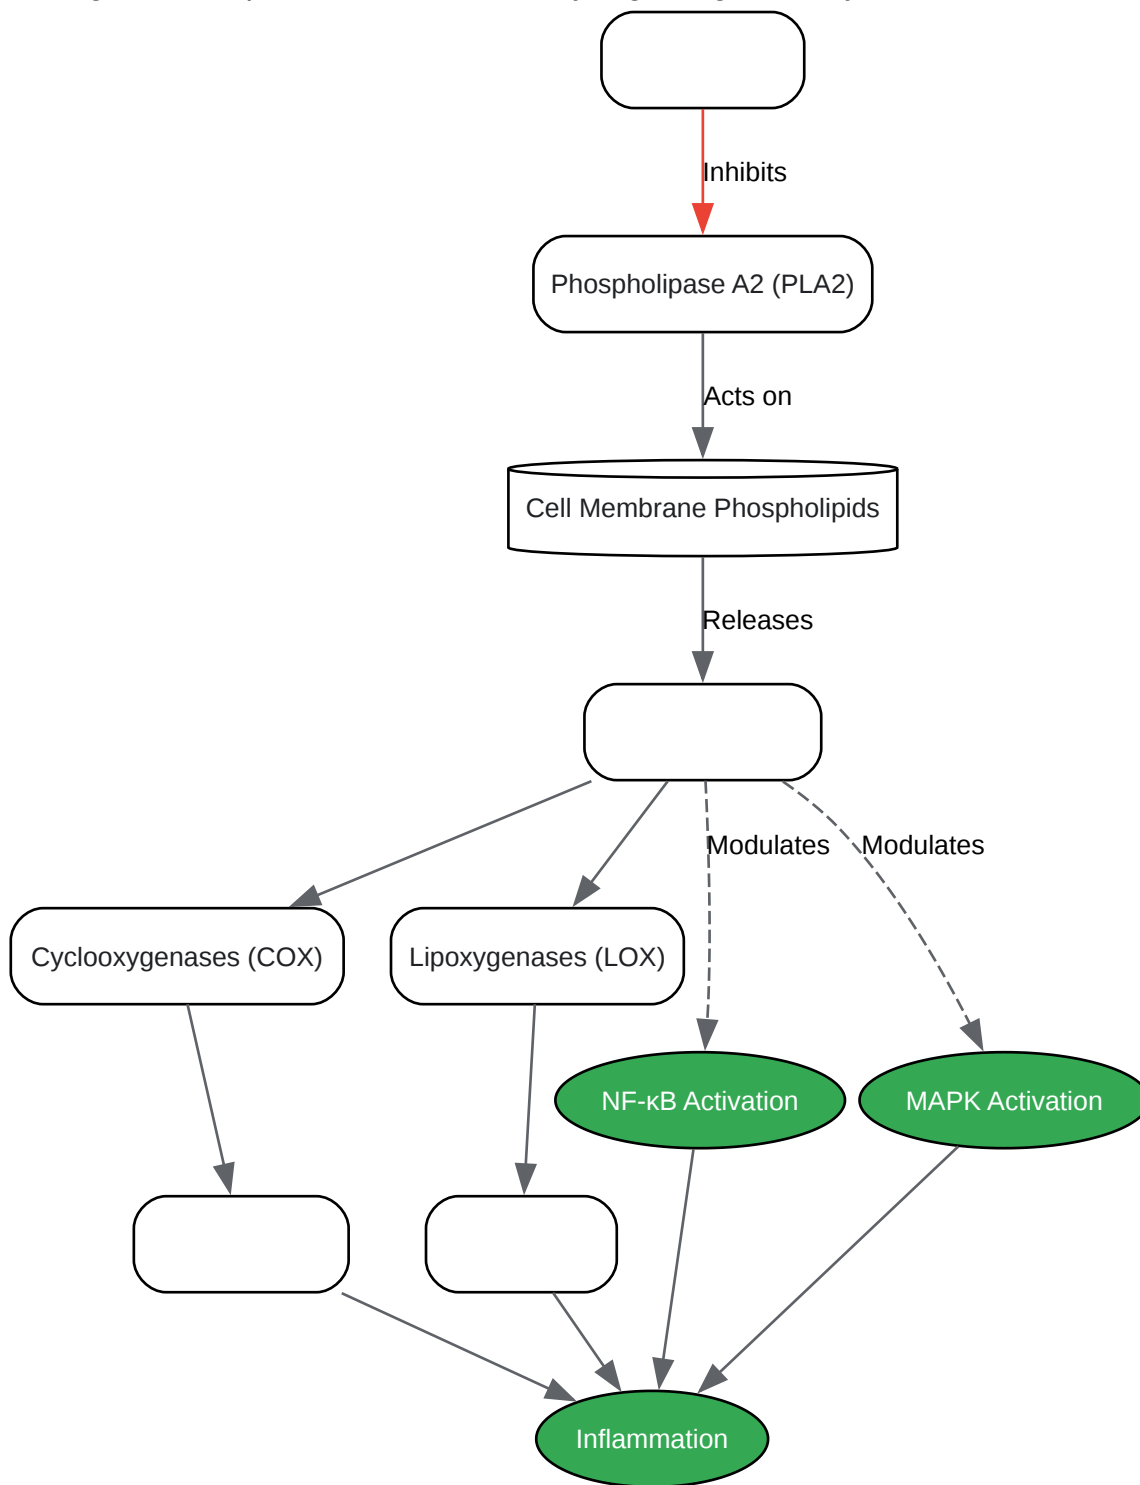 Inhibits
Phospholipase A2 (PLA2)
Acts on
Cell Membrane Phospholipids
Releases
Modulates
Modulates
Cyclooxygenases (COX)
Lipoxygenases (LOX)
NF-κB Activation
MAPK Activation
Inflammation